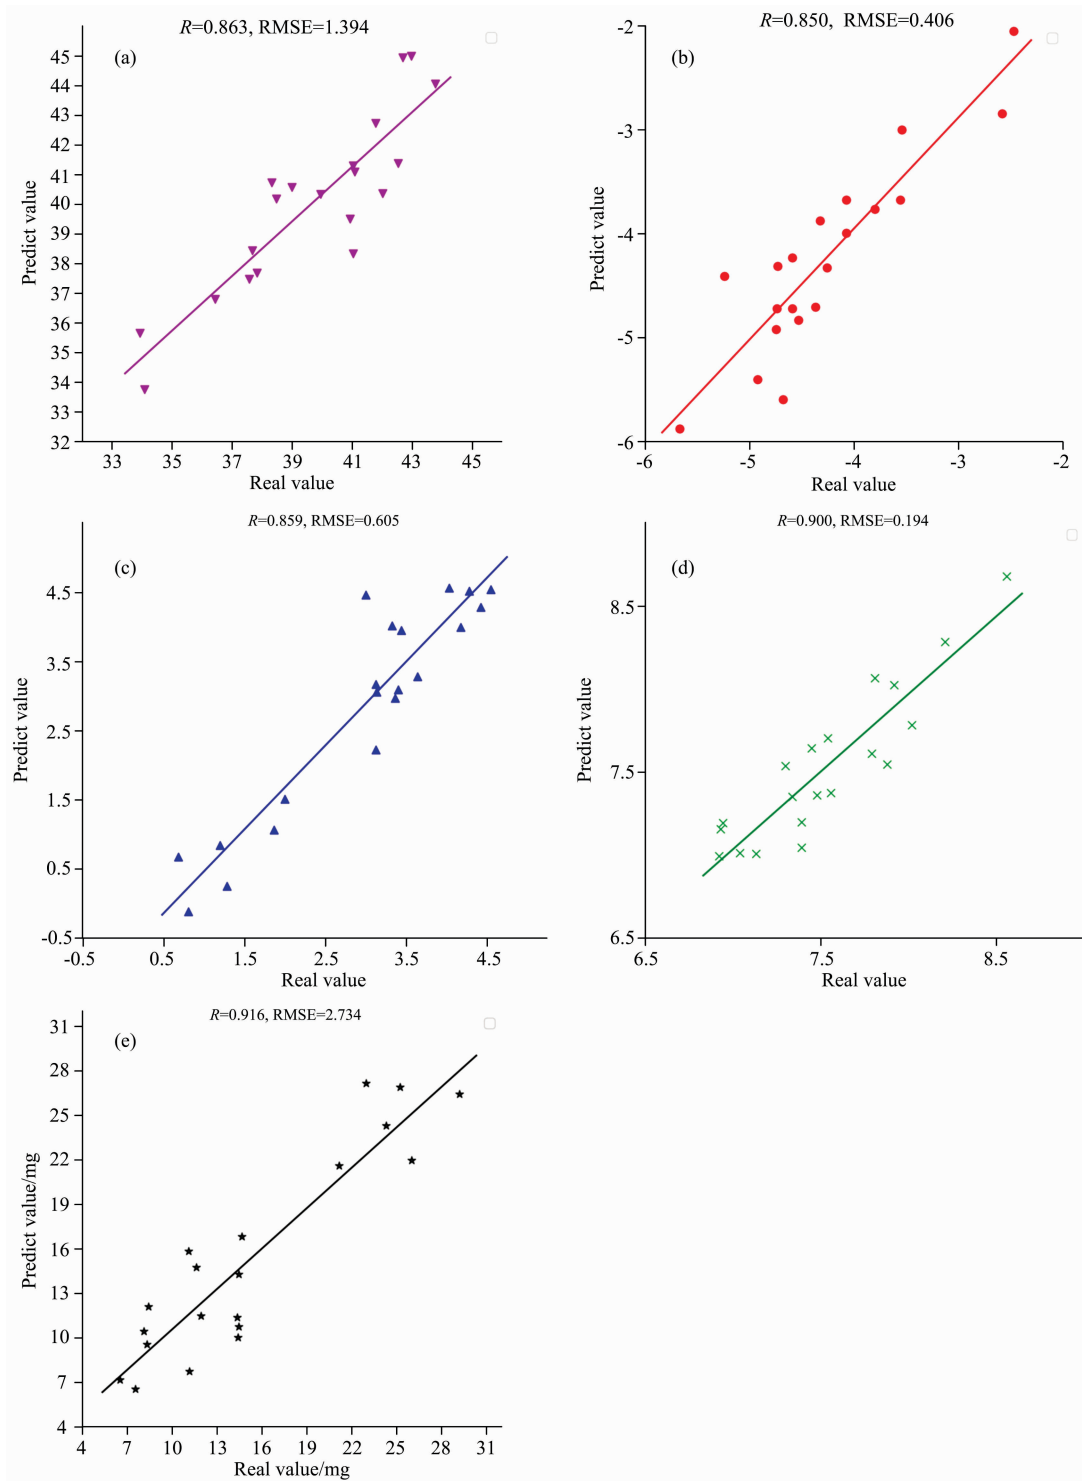 R=0.863, RMSE=1.394
(a)
45
44
43
42
41
40
39
38
37
36
35
34
33
32
Predict value
33 35 37 39 41 43 45
Real value
R=0.850, RMSE=0.406
(b)
-2
-3
-4
-5
-6
Predict value
-6 -5 -4 -3 -2
Real value
R=0.859, RMSE=0.605
(c)
4.5
3.5
2.5
1.5
0.5
-0.5
Predict value
-0.5 0.5 1.5 2.5 3.5 4.5
Real value
R=0.900, RMSE=0.194
(d)
8.5
7.5
6.5
Predict value
6.5 7.5 8.5
Real value
R=0.916, RMSE=2.734
(e)
31
28
25
22
19
16
13
10
7
4
Predict value/mg
4 7 10 13 16 19 22 25 28 31
Real value/mg